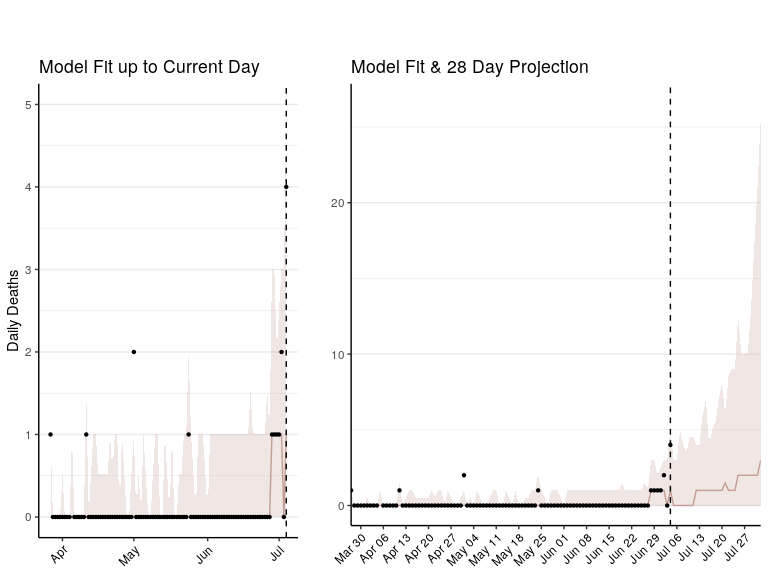 Model Fit up to Current Day
Model Fit & 28 Day Projection
Daily Deaths
5
4
3
2
1
0
Apr
May
Jun
Jul
20
10
0
Mar 30
Apr 06
Apr 13
Apr 20
Apr 27
May 04
May 11
May 18
May 25
Jun 01
Jun 08
Jun 15
Jun 22
Jun 29
Jul 06
Jul 13
Jul 20
Jul 27